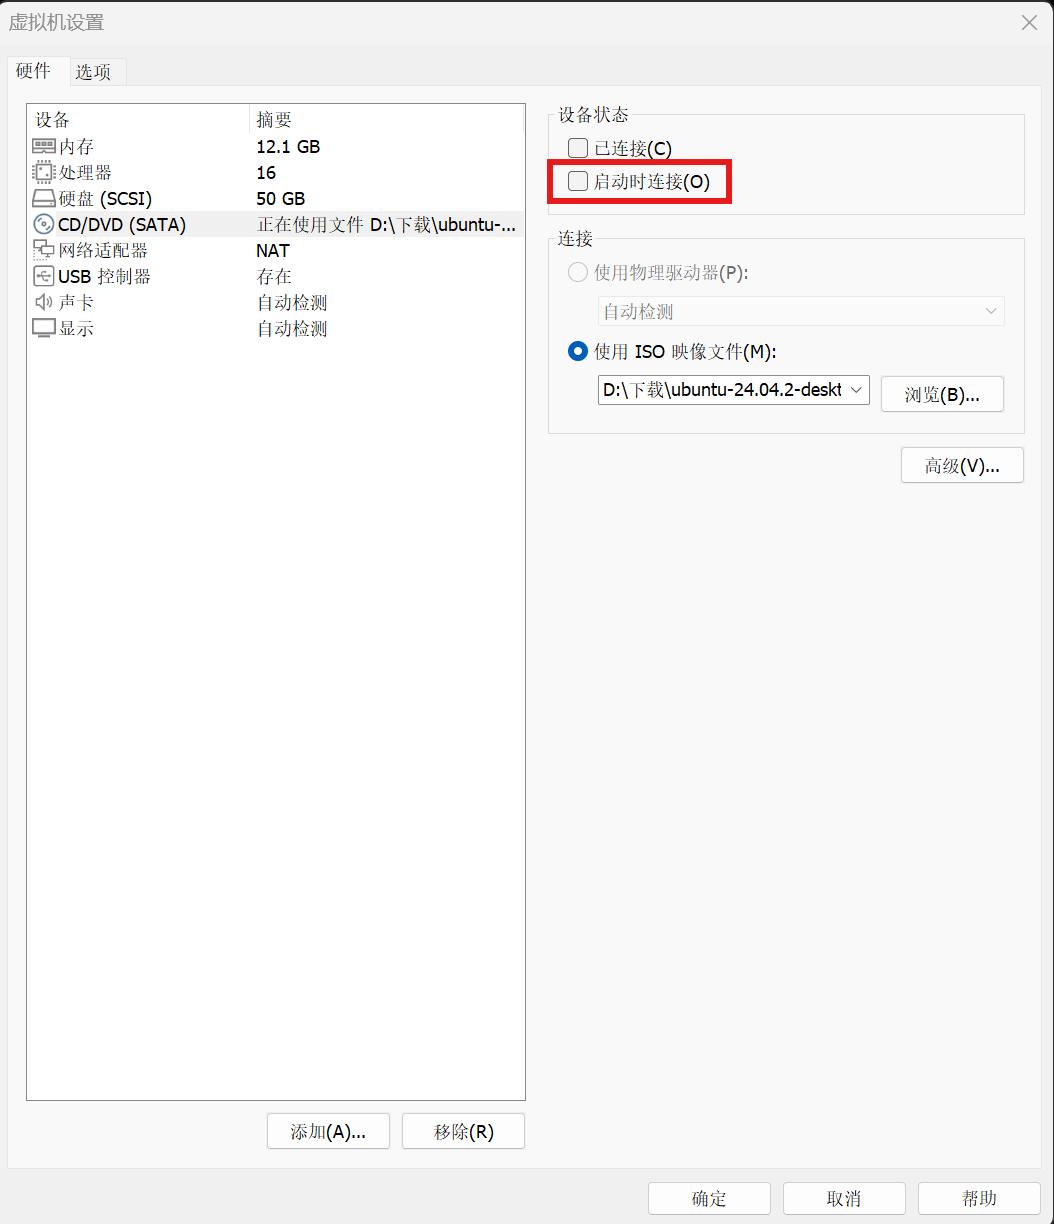 虚拟机设置
硬件 选项
设备 摘要
内存 12.1 GB
处理器 16
硬盘 (SCSI) 50 GB
CD/DVD (SATA) 正在使用文件 D:\下载\ubuntu-...
网络适配器 NAT
USB 控制器 存在
声卡 自动检测
显示 自动检测
添加(A)... 移除(R)
设备状态
已连接(C)
启动时连接(O)
连接
使用物理驱动器(P):
自动检测
使用 ISO 映像文件(M):
D:\下载\ubuntu-24.04.2-deskt 浏览(B)...
高级(V)...
确定 取消 帮助